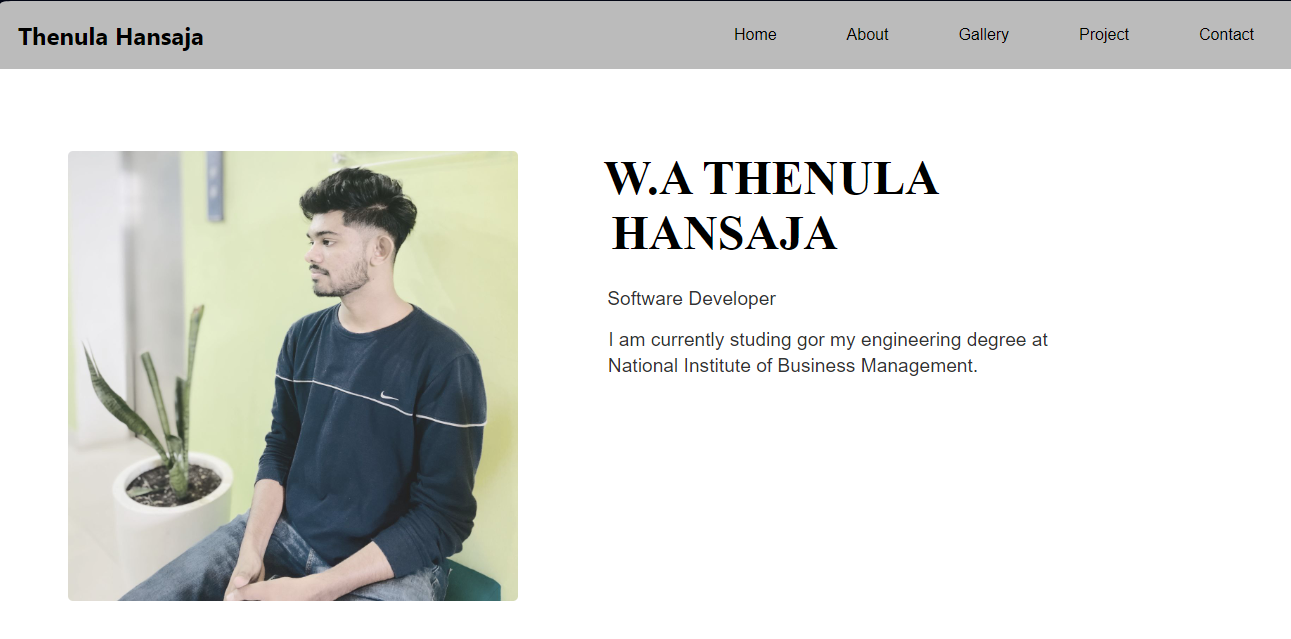 Thenula Hansaja
Home About Gallery Project Contact
W.A THENULA
HANSAJA
Software Developer
I am currently studing gor my engineering degree at
National Institute of Business Management.